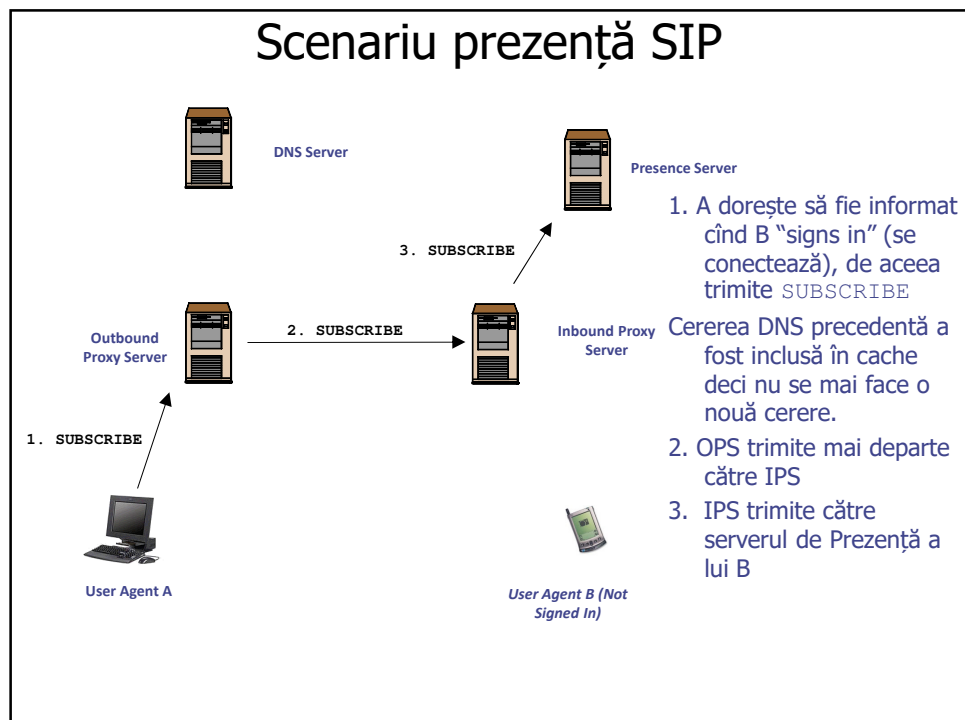 Scenariu prezență SIP
DNS Server
Presence Server
3. SUBSCRIBE
Outbound
Proxy Server
2. SUBSCRIBE
Inbound Proxy
Server
1. SUBSCRIBE
User Agent A
User Agent B (Not
Signed In)
1. A dorește să fie informat
cînd B “signs in” (se
conectează), de aceea
trimite SUBSCRIBE
Cererea DNS precedentă a
fost inclusă în cache
deci nu se mai face o
nouă cerere.
2. OPS trimite mai departe
către IPS
3. IPS trimite către
serverul de Prezență a
lui B